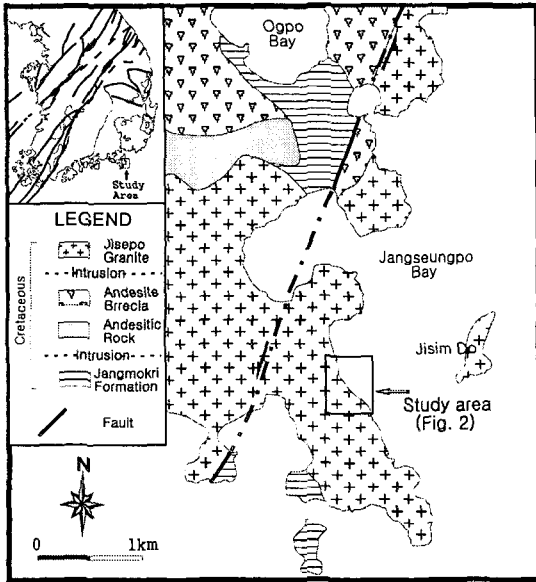 Study
Area
LEGEND
Cretaceous
Jisepo
Granite
Intrusion
Andesite
Brrecia
Andesitic
Rock
Intrusion
Jangmokri
Formation
Fault
N
0 1km
Ogpo
Bay
Jangseungpo
Bay
Jisim Do
Study area
(Fig. 2)